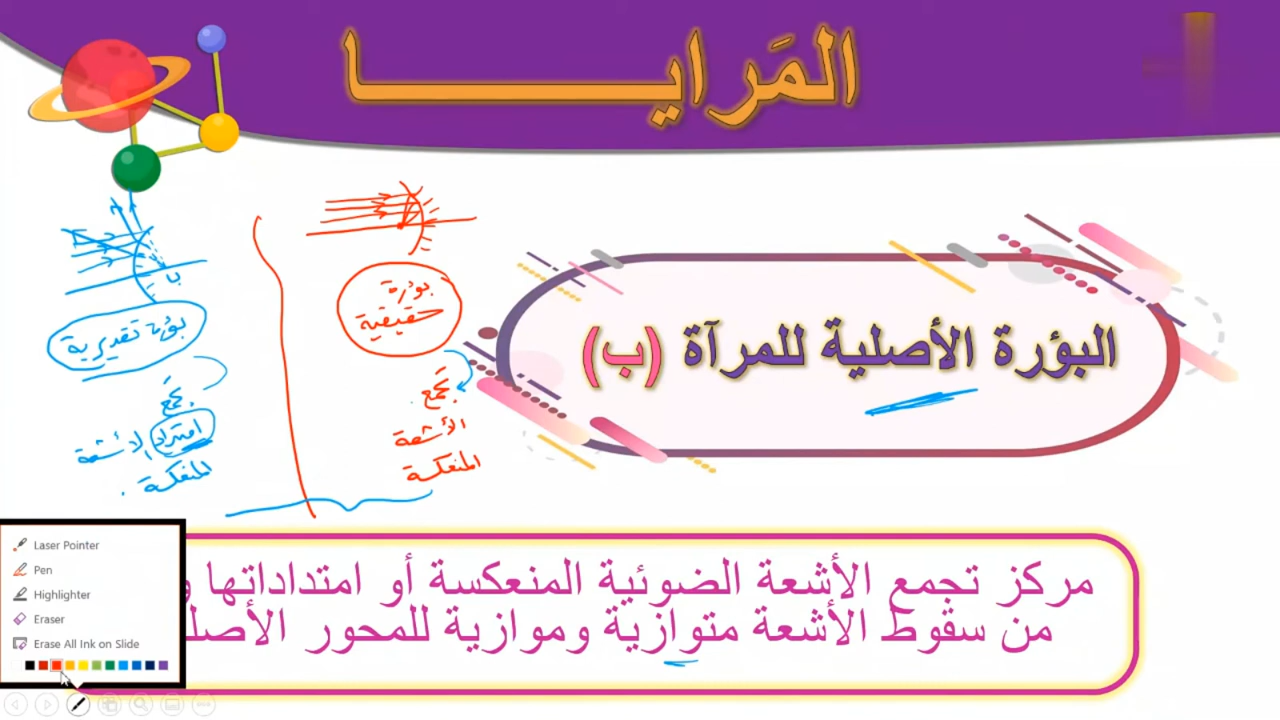 المَرايـــا
البؤرة الأصلية للمرآة (ب)
بؤرة
حقيقية
تجمع
الأشعة
المنعكسة
ب
بؤرة تقديرية
تجمع
امتداد الأشعة
المنعكسة
مركز تجمع الأشعة الضوئية المنعكسة أو امتداداتها
من سقوط الأشعة متوازية وموازية للمحور
Laser Pointer
Pen
Highlighter
Eraser
Erase All Ink on Slide